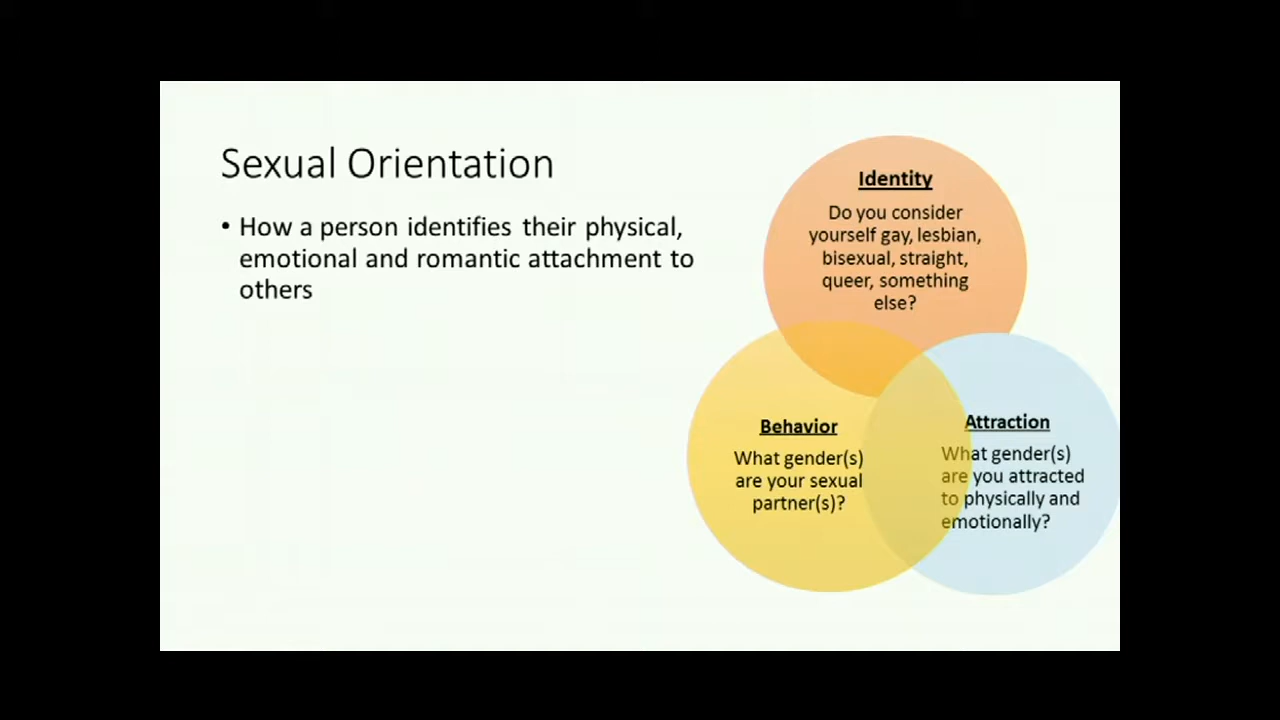 Sexual Orientation
• How a person identifies their physical,
emotional and romantic attachment to
others
Identity
Do you consider
yourself gay, lesbian,
bisexual, straight,
queer, something
else?
Behavior
What gender(s)
are your sexual
partner(s)?
Attraction
What gender(s)
are you attracted
to physically and
emotionally?